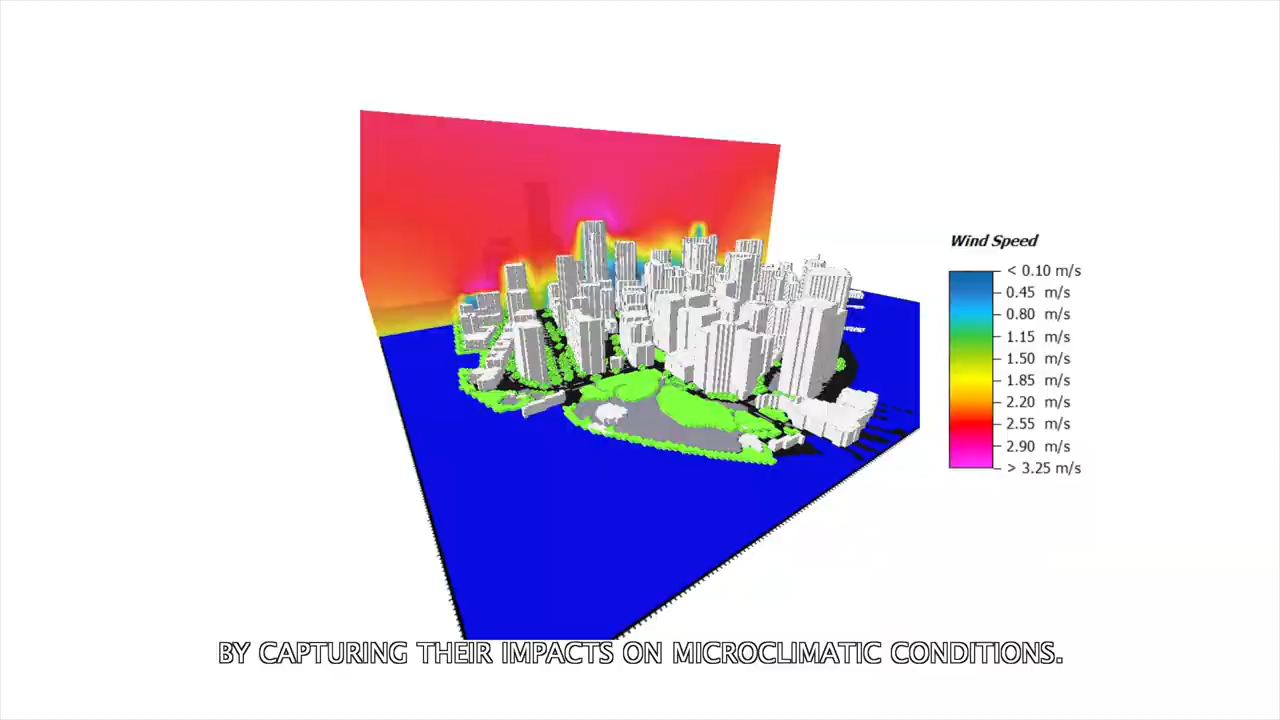 Wind Speed
< 0.10 m/s
0.45 m/s
0.80 m/s
1.15 m/s
1.50 m/s
1.85 m/s
2.20 m/s
2.55 m/s
2.90 m/s
> 3.25 m/s
BY CAPTURING THEIR IMPACTS ON MICROCLIMATIC CONDITIONS.